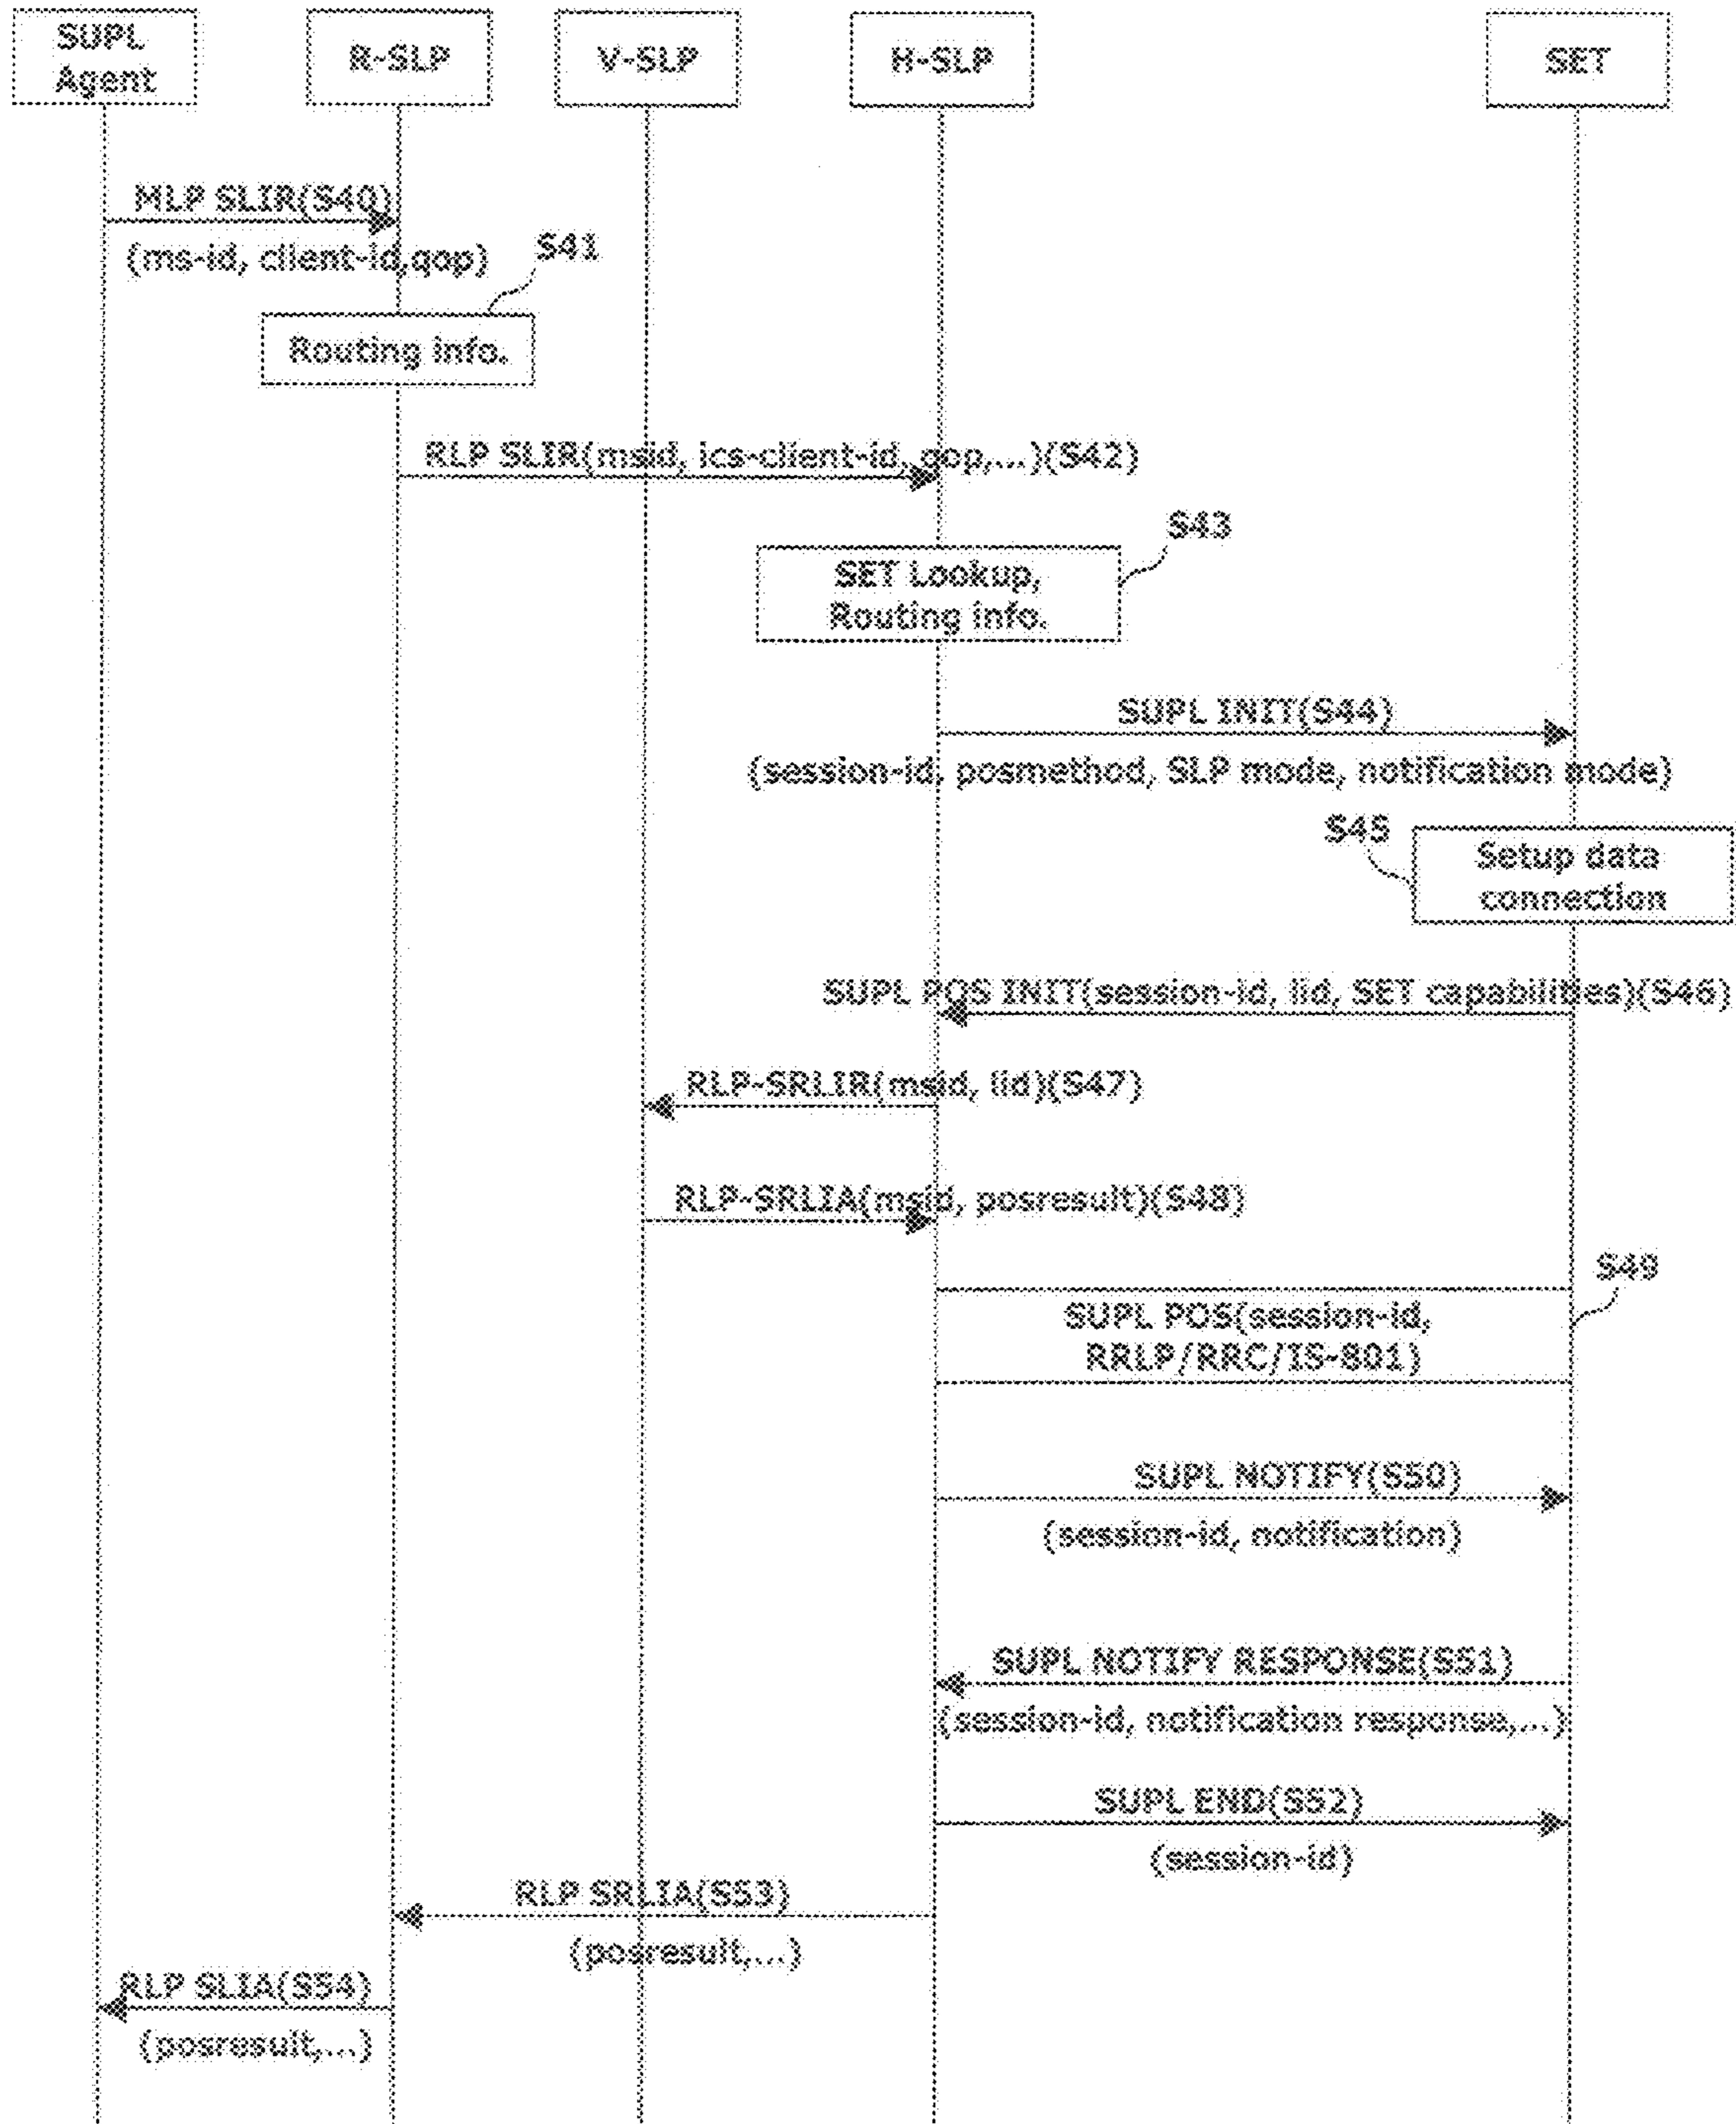 SUPL
Agent
R-SLP
V-SLP
H-SLP
SET
MLP SLIR(S40)
(ms-id, client-id,qop)
S41
Routing info.
RLP SLIR(msid, ics-client-id, qop,...)(S42)
S43
SET Lookup,
Routing info.
SUPL INIT(S44)
(session-id, posmethod, SLP mode, notification mode)
S45
Setup data
connection
SUPL POS INIT(session-id, lid, SET capabilities)(S46)
RLP-SRLIR(msid, lid)(S47)
RLP-SRLIA(msid, posresult)(S48)
S49
SUPL POS(session-id,
RRLP/RRC/IS-801)
SUPL NOTIFY(S50)
(session-id, notification)
SUPL NOTIFY RESPONSE(S51)
(session-id, notification response,...)
SUPL END(S52)
(session-id)
RLP SRLIA(S53)
(posresult,...)
RLP SLIA(S54)
(posresult,...)